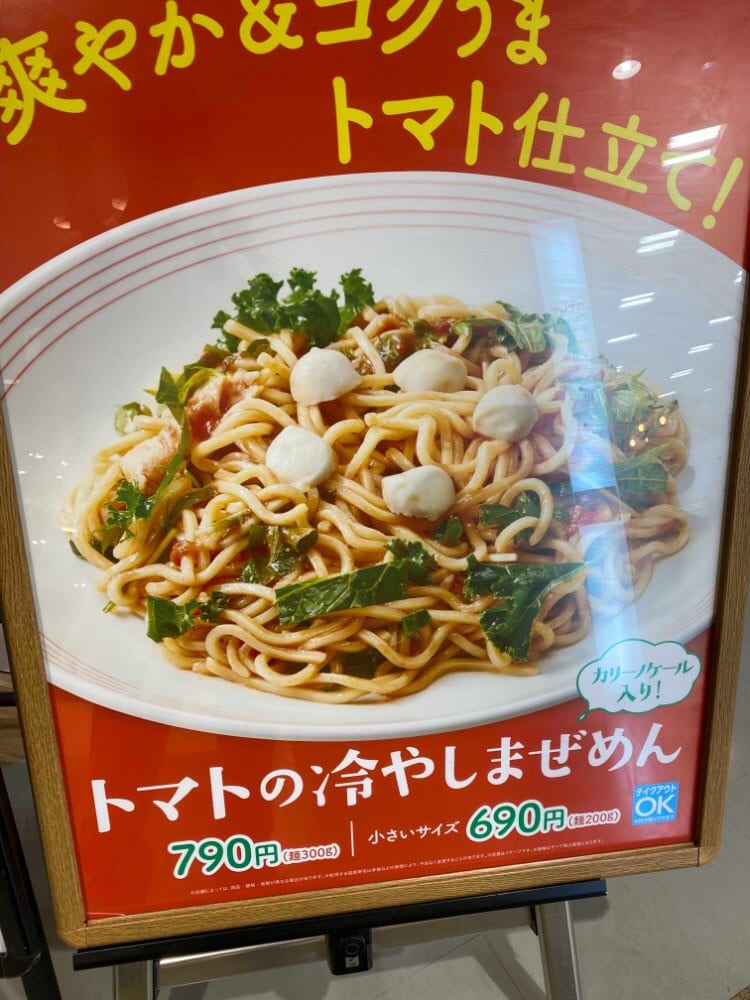 爽やか&コクうま
トマト仕立て!
カリーノケール
入り!
トマトの冷やしまぜめん
790円(麺300g)
小さいサイズ 690円(麺200g)
テイクアウト
OK